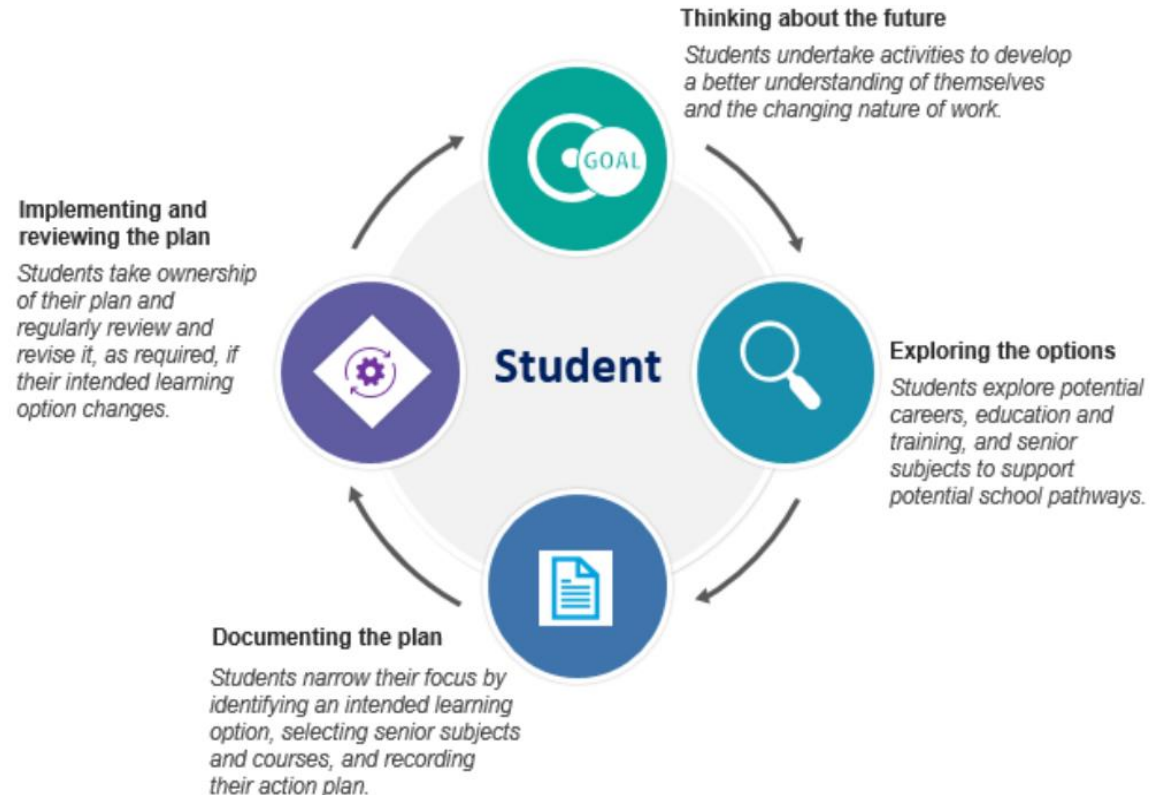 Thinking about the future
Students undertake activities to develop
a better understanding of themselves
and the changing nature of work.
GOAL
Exploring the options
Students explore potential
careers, education and
training, and senior
subjects to support
potential school pathways.
Documenting the plan
Students narrow their focus by
identifying an intended learning
option, selecting senior subjects
and courses, and recording
their action plan.
Implementing and
reviewing the plan
Students take ownership
of their plan and
regularly review and
revise it, as required, if
their intended learning
option changes.
Student